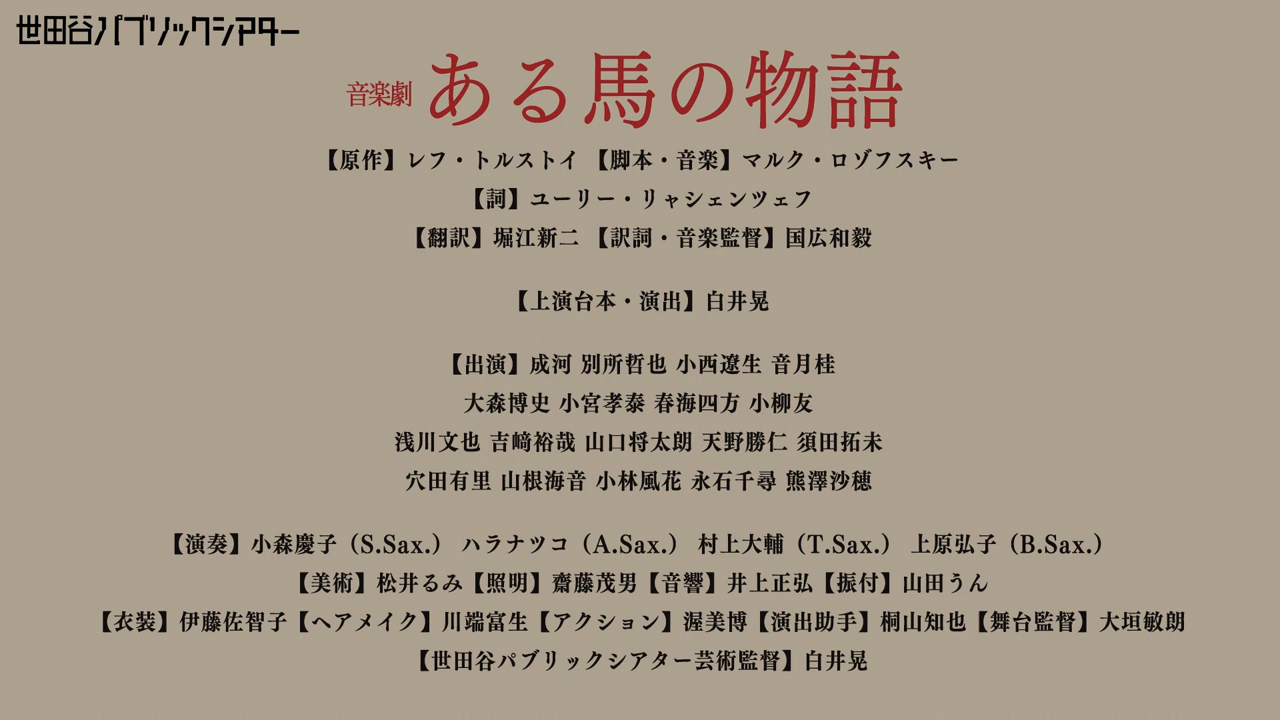 世田谷パブリックシアター
音楽劇 ある馬の物語
【原作】レフ・トルストイ 【脚本・音楽】マルク・ロゾフスキー
【詞】ユーリー・リャシェンツェフ
【翻訳】堀江新二 【訳詞・音楽監督】国広和毅
【上演台本・演出】白井晃
【出演】成河 別所哲也 小西遼生 音月桂
大森博史 小宮孝泰 春海四方 小柳友
浅川文也 吉﨑裕哉 山口将太朗 天野勝仁 須田拓未
穴田有里 山根海音 小林風花 永石千尋 熊澤沙穂
【演奏】小森慶子（S.Sax.） ハラナツコ（A.Sax.） 村上大輔（T.Sax.） 上原弘子（B.Sax.）
【美術】松井るみ【照明】齋藤茂男【音響】井上正弘【振付】山田うん
【衣装】伊藤佐智子【ヘアメイク】川端富生【アクション】渥美博【演出助手】桐山知也【舞台監督】大垣敏朗
【世田谷パブリックシアター芸術監督】白井晃